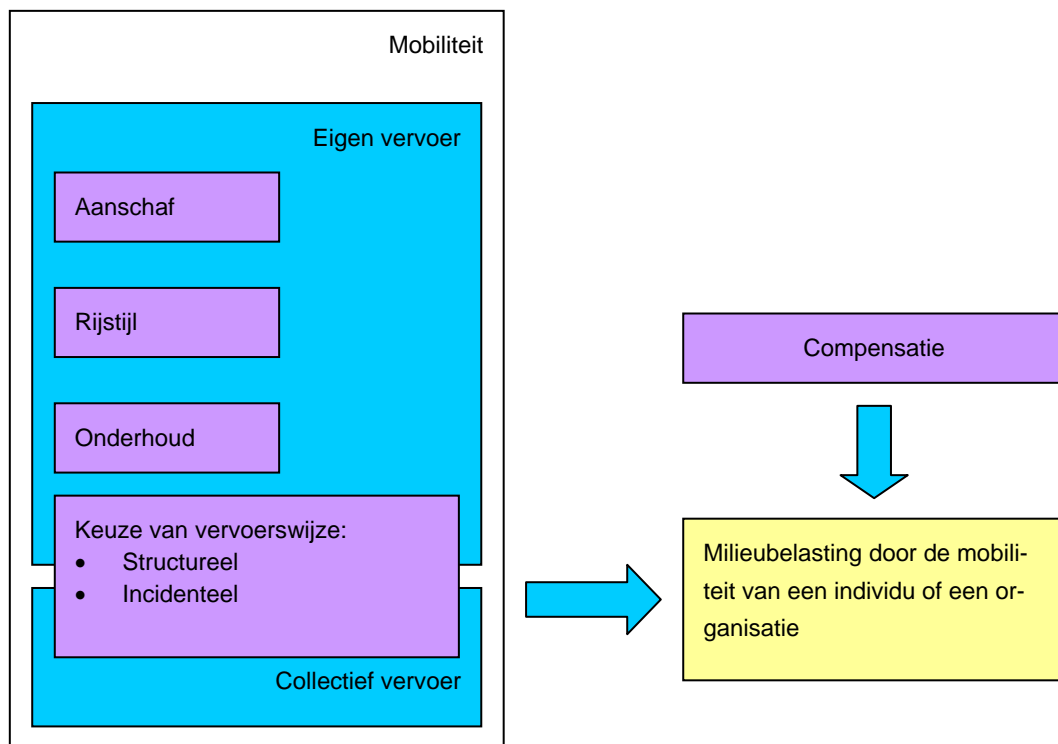 Mobiliteit
Eigen vervoer
Aanschaf
Rijstijl
Onderhoud
Keuze van vervoerswijze:
• Structureel
• Incidenteel
Collectief vervoer
Compensatie
Milieubelasting door de mobili-
teit van een individu of een or-
ganisatie